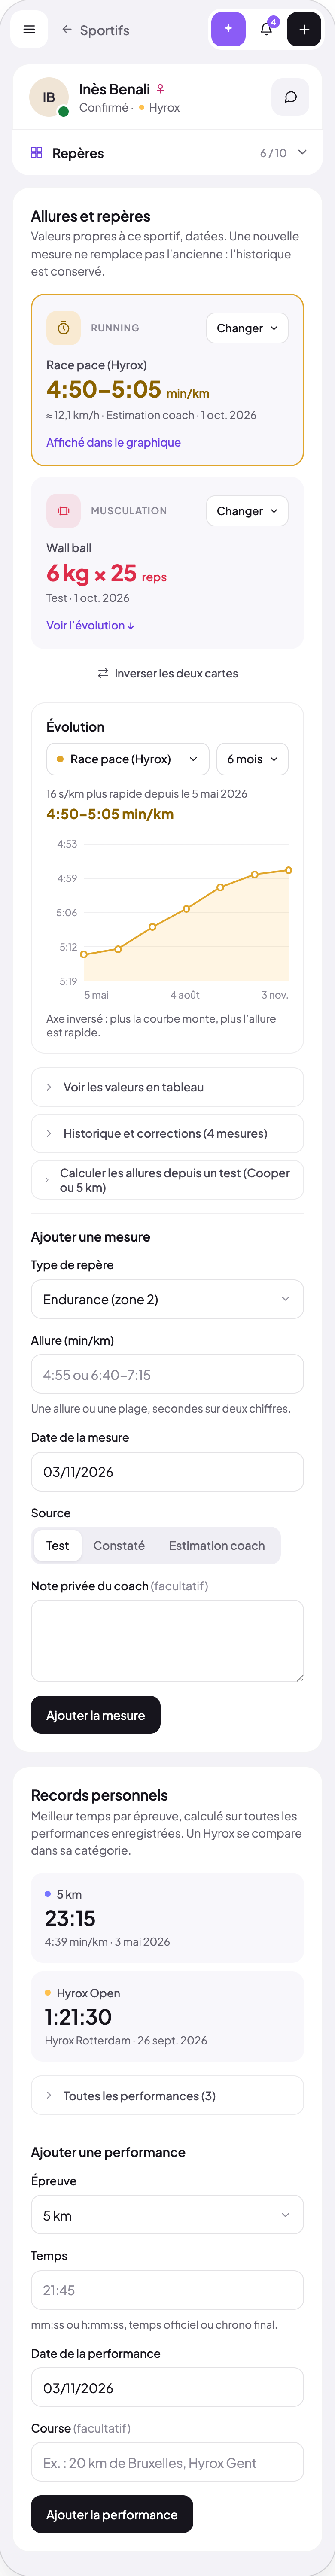 Sportifs
4
IB
Inès Benali ♀
Confirmé · Hyrox
Repères
6 / 10
Allures et repères
Valeurs propres à ce sportif, datées. Une nouvelle
mesure ne remplace pas l'ancienne : l'historique
est conservé.
RUNNING
Changer
Race pace (Hyrox)
4:50–5:05 min/km
≈ 12,1 km/h · Estimation coach · 1 oct. 2026
Affiché dans le graphique
MUSCULATION
Changer
Wall ball
6 kg × 25 reps
Test · 1 oct. 2026
Voir l'évolution ↓
Inverser les deux cartes
Évolution
Race pace (Hyrox)
6 mois
16 s/km plus rapide depuis le 5 mai 2026
4:50–5:05 min/km
4:53
4:59
5:06
5:12
5:19
5 mai
4 août
3 nov.
Axe inversé : plus la courbe monte, plus l'allure
est rapide.
Voir les valeurs en tableau
Historique et corrections (4 mesures)
Calculer les allures depuis un test (Cooper
ou 5 km)
Ajouter une mesure
Type de repère
Endurance (zone 2)
Allure (min/km)
4:55 ou 6:40–7:15
Une allure ou une plage, secondes sur deux chiffres.
Date de la mesure
03/11/2026
Source
Test
Constaté
Estimation coach
Note privée du coach (facultatif)
Ajouter la mesure
Records personnels
Meilleur temps par épreuve, calculé sur toutes les
performances enregistrées. Un Hyrox se compare
dans sa catégorie.
5 km
23:15
4:39 min/km · 3 mai 2026
Hyrox Open
1:21:30
Hyrox Rotterdam · 26 sept. 2026
Toutes les performances (3)
Ajouter une performance
Épreuve
5 km
Temps
21:45
mm:ss ou h:mm:ss, temps officiel ou chrono final.
Date de la performance
03/11/2026
Course (facultatif)
Ex. : 20 km de Bruxelles, Hyrox Gent
Ajouter la performance